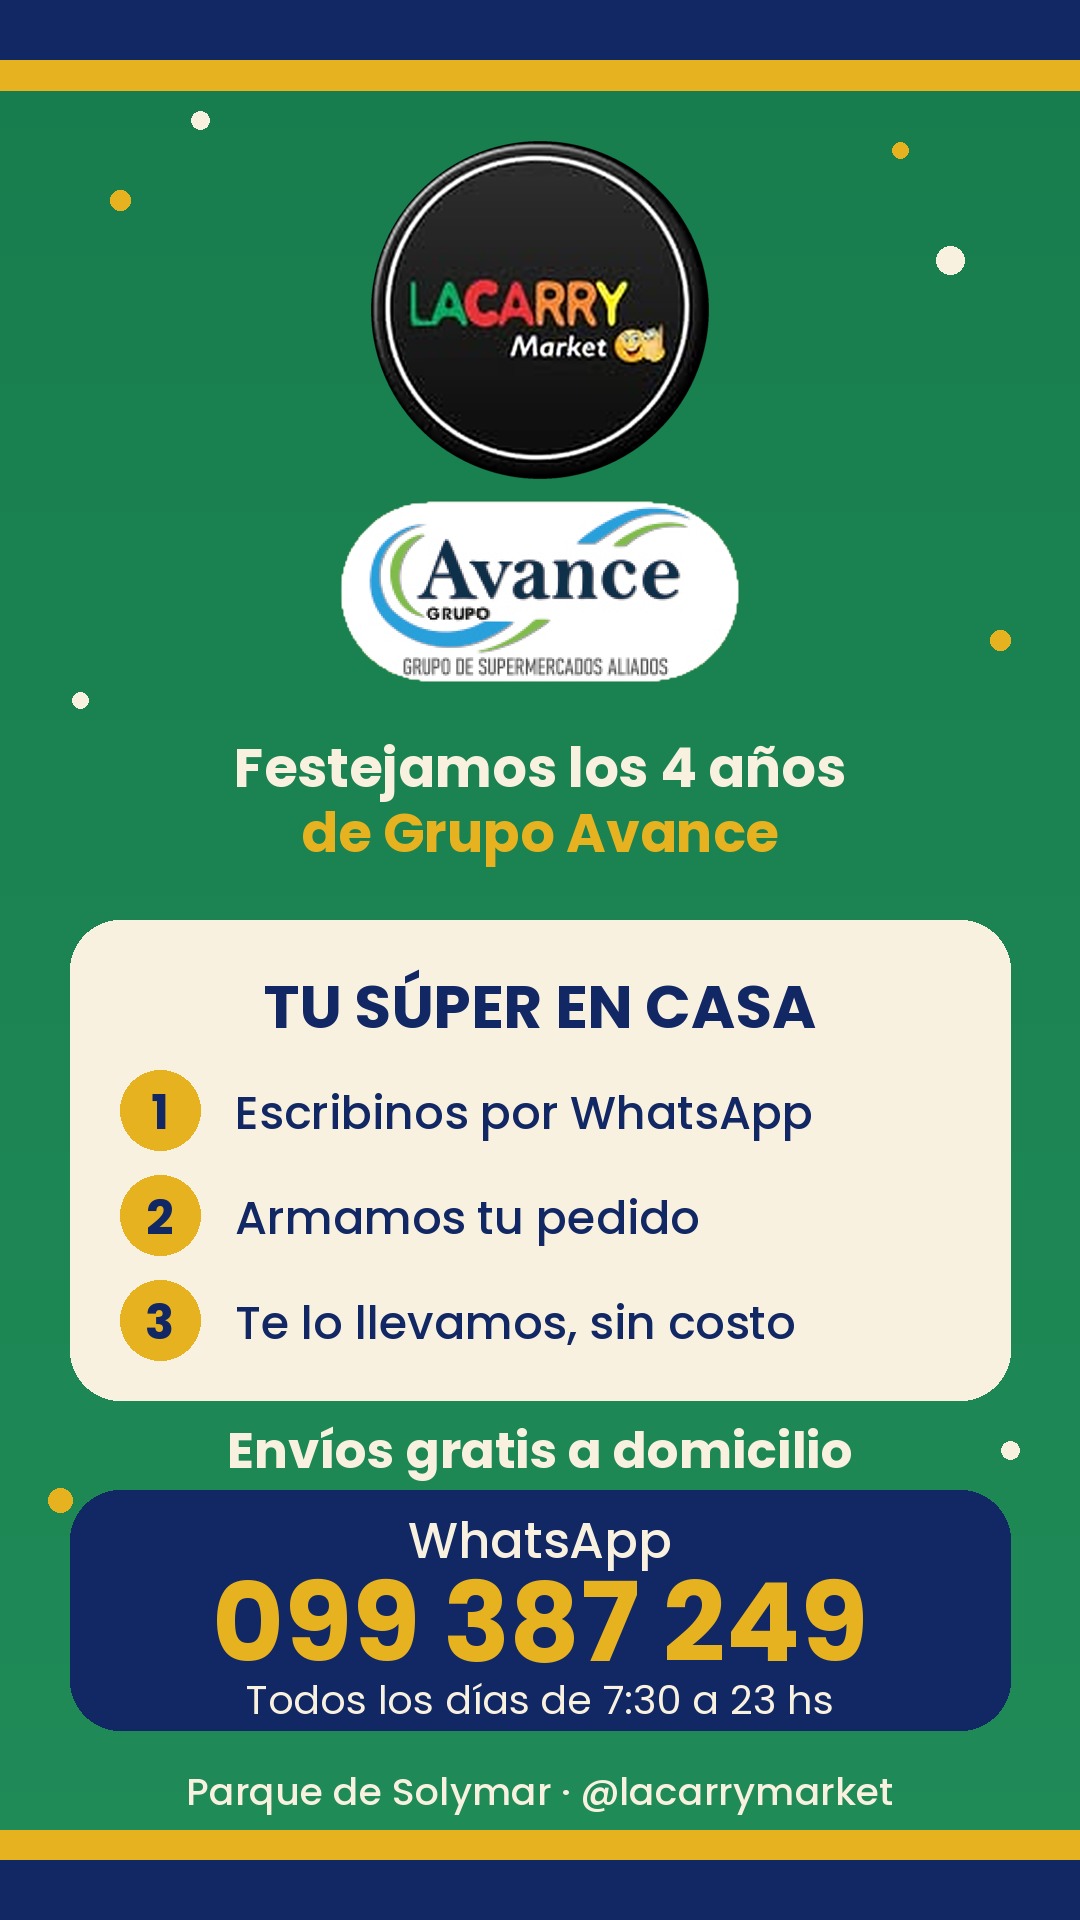 LACARRY
Market
Avance
GRUPO
GRUPO DE SUPERMERCADOS ALIADOS
Festejamos los 4 años
de Grupo Avance
TU SÚPER EN CASA
1 Escribinos por WhatsApp
2 Armamos tu pedido
3 Te lo llevamos, sin costo
Envíos gratis a domicilio
WhatsApp
099 387 249
Todos los días de 7:30 a 23 hs
Parque de Solymar · @lacarrymarket